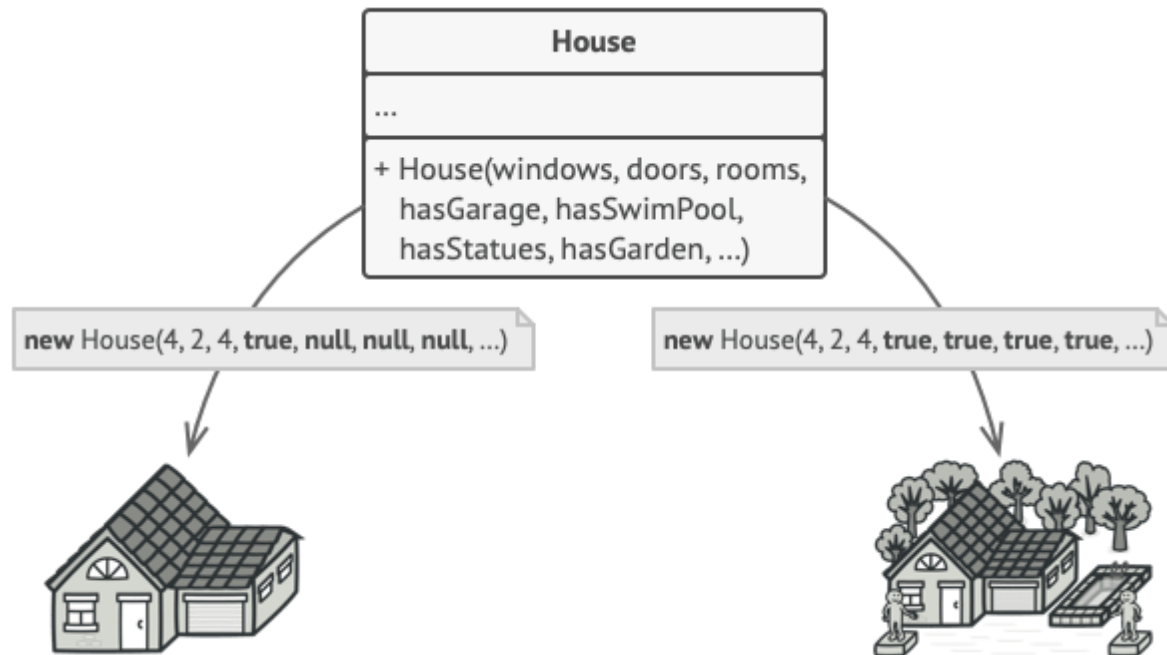 House
...
+ House(windows, doors, rooms,
hasGarage, hasSwimPool,
hasStatues, hasGarden, ...)
new House(4, 2, 4, true, null, null, null, ...)
new House(4, 2, 4, true, true, true, true, ...)